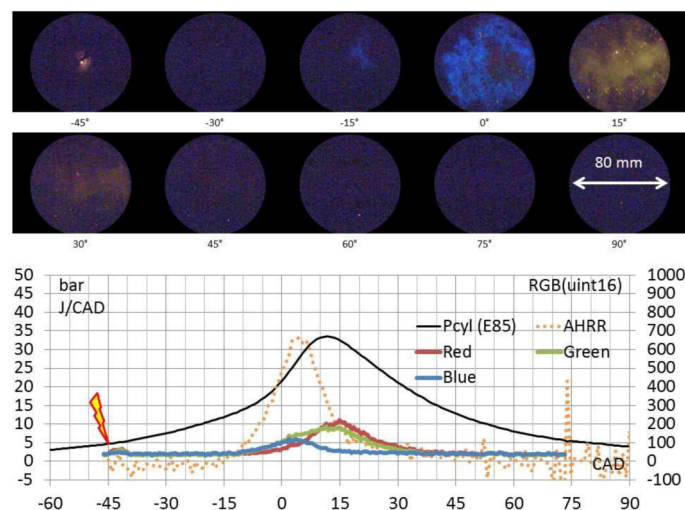 -45° -30° -15° 0° 15°
80 mm
30° 45° 60° 75° 90°
50 bar RGB(uint16) 1000
45 J/CAD 900
40 800
35 Pcyl (E85) AHRR 700
30 Red Green 600
25 Blue 500
20 400
15 300
10 200
5 100
0 CAD 0
-5 -100
-60 -45 -30 -15 0 15 30 45 60 75 90